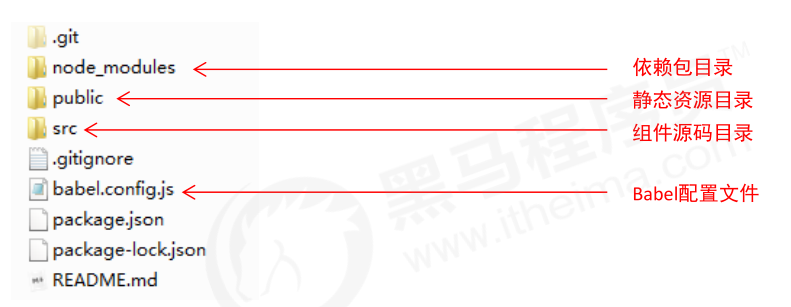 .git
node_modules 依赖包目录
public 静态资源目录
src 组件源码目录
.gitignore
babel.config.js Babel配置文件
package.json
package-lock.json
README.md
黑马程序员
TM
www.itheima.com